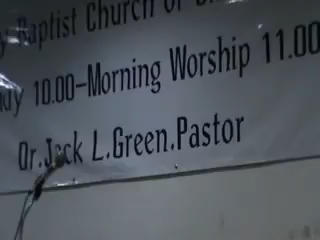 Baptist Church of
10.00-Morning Worship 11.00
Dr.Jack L.Green.Pastor